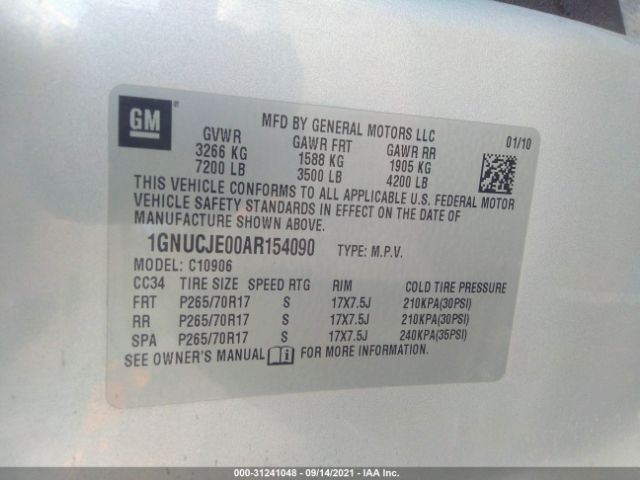 GM
MFD BY GENERAL MOTORS LLC 01/10
GVWR GAWR FRT GAWR RR
3266 KG 1588 KG 1905 KG
7200 LB 3500 LB 4200 LB
THIS VEHICLE CONFORMS TO ALL APPLICABLE U.S. FEDERAL MOTOR
VEHICLE SAFETY STANDARDS IN EFFECT ON THE DATE OF
MANUFACTURE SHOWN ABOVE.
1GNUCJE00AR154090 TYPE: M.P.V.
MODEL: C10906
CC34 TIRE SIZE SPEED RTG RIM COLD TIRE PRESSURE
FRT P265/70R17 S 17X7.5J 210KPA(30PSI)
RR P265/70R17 S 17X7.5J 210KPA(30PSI)
SPA P265/70R17 S 17X7.5J 240KPA(35PSI)
SEE OWNER'S MANUAL FOR MORE INFORMATION.
000-31241048 - 09/14/2021 - IAA Inc.